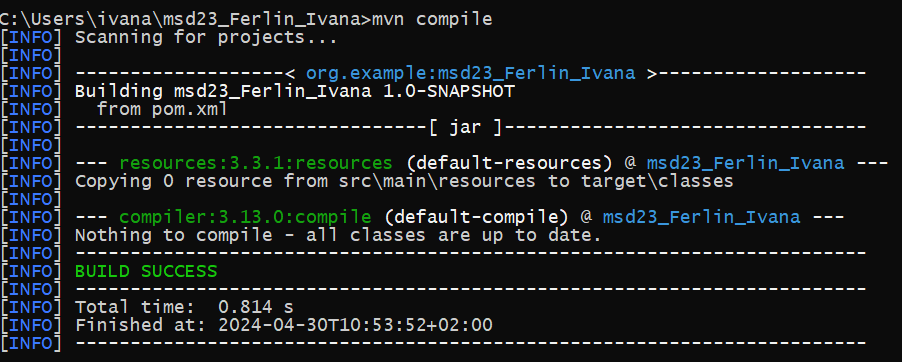 C:\Users\ivana\msd23_Ferlin_Ivana>mvn compile
[INFO] Scanning for projects...
[INFO]
[INFO] -------------------< org.example:msd23_Ferlin_Ivana >-------------------
[INFO] Building msd23_Ferlin_Ivana 1.0-SNAPSHOT
[INFO]   from pom.xml
[INFO] --------------------------------[ jar ]---------------------------------
[INFO]
[INFO] --- resources:3.3.1:resources (default-resources) @ msd23_Ferlin_Ivana ---
[INFO] Copying 0 resource from src\main\resources to target\classes
[INFO]
[INFO] --- compiler:3.13.0:compile (default-compile) @ msd23_Ferlin_Ivana ---
[INFO] Nothing to compile - all classes are up to date.
[INFO] ------------------------------------------------------------------------
[INFO] BUILD SUCCESS
[INFO] ------------------------------------------------------------------------
[INFO] Total time:  0.814 s
[INFO] Finished at: 2024-04-30T10:53:52+02:00
[INFO] ------------------------------------------------------------------------